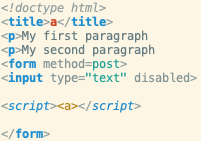 <!doctype html>
<title>a</title>
<p>My first paragraph
<p>My second paragraph
<form method=post>
<input type="text" disabled>
<script><a></script>
</form>